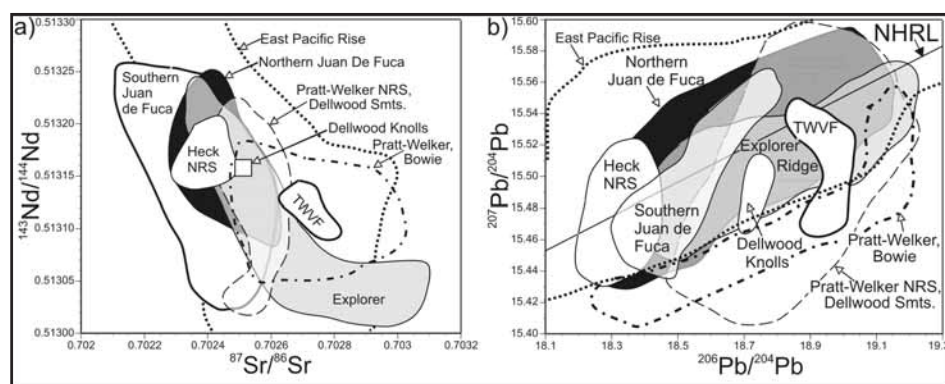 a)
East Pacific Rise
Northern Juan De Fuca
Southern
Juan
de Fuca
Pratt-Welker NRS,
Dellwood Smts.
Dellwood Knolls
Pratt-Welker,
Bowie
Heck
NRS
TWVF
Explorer
143Nd/144Nd
0.51330
0.51325
0.51320
0.51315
0.51310
0.51305
0.51300
0.702
0.7022
0.7024
0.7026
0.7028
0.703
0.7032
87Sr/86Sr
b)
East Pacific Rise
NHRL
Northern
Juan De
Fuca
TWVF
Explorer
Ridge
Heck
NRS
Southern
Juan de
Fuca
Dellwood
Knolls
Pratt-Welker,
Bowie
Pratt-Welker NRS,
Dellwood Smts.
207Pb/204Pb
15.60
15.58
15.56
15.54
15.52
15.50
15.48
15.46
15.44
15.42
15.40
18.1
18.3
18.5
18.7
18.9
19.1
19.3
206Pb/204Pb